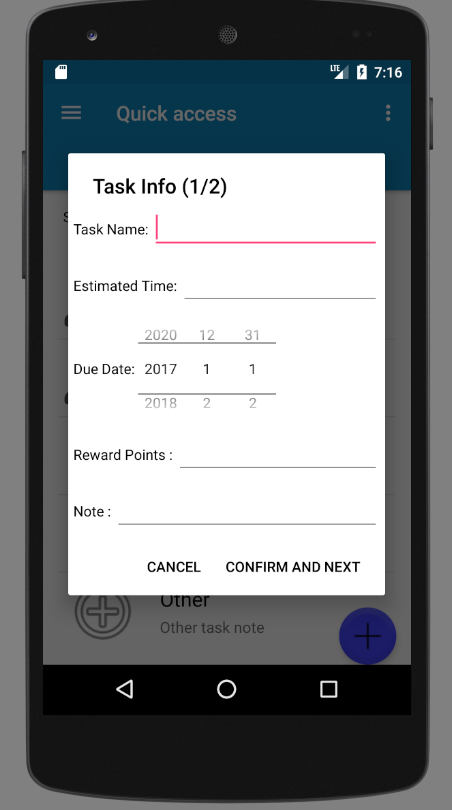 LTE 7:16
Quick access
Task Info (1/2)
Task Name:
Estimated Time:
2020 12 31
Due Date: 2017 1 1
2018 2 2
Reward Points :
Note :
CANCEL CONFIRM AND NEXT
Other
Other task note